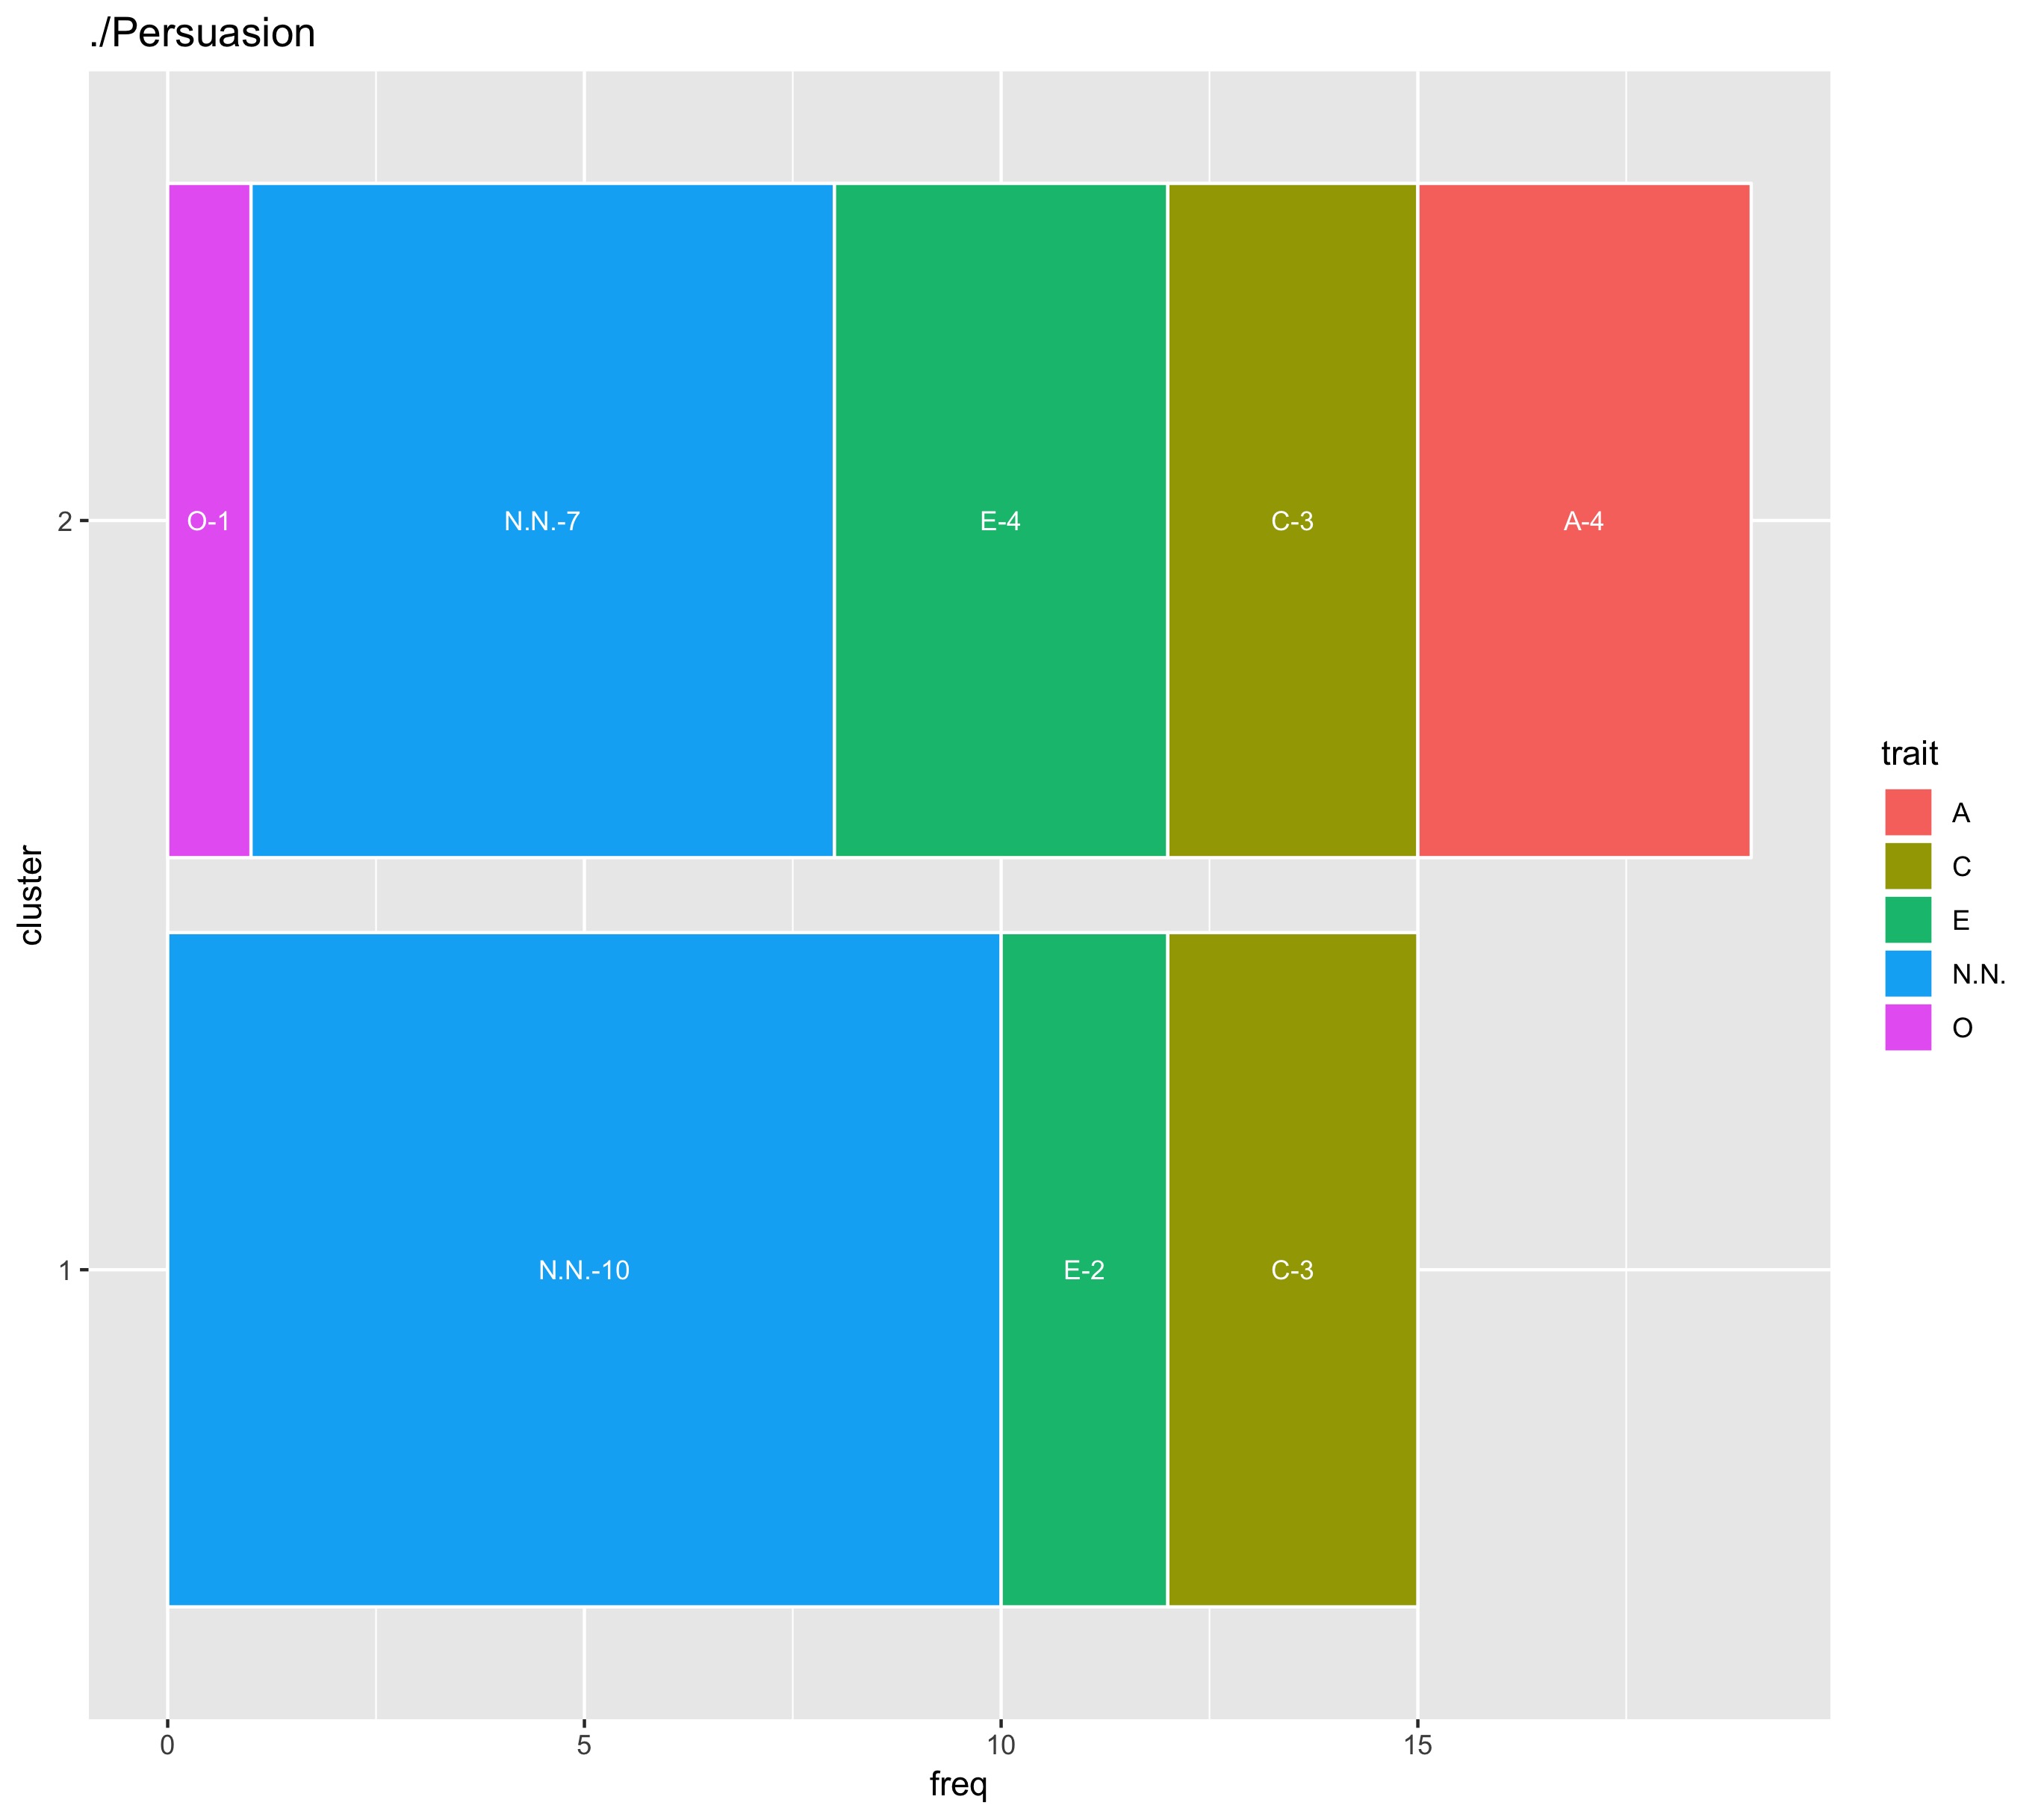 ./Persuasion
2
O-1
N.N.-7
E-4
C-3
A-4
cluster
1
N.N.-10
E-2
C-3
0
5
10
15
freq
trait
A
C
E
N.N.
O